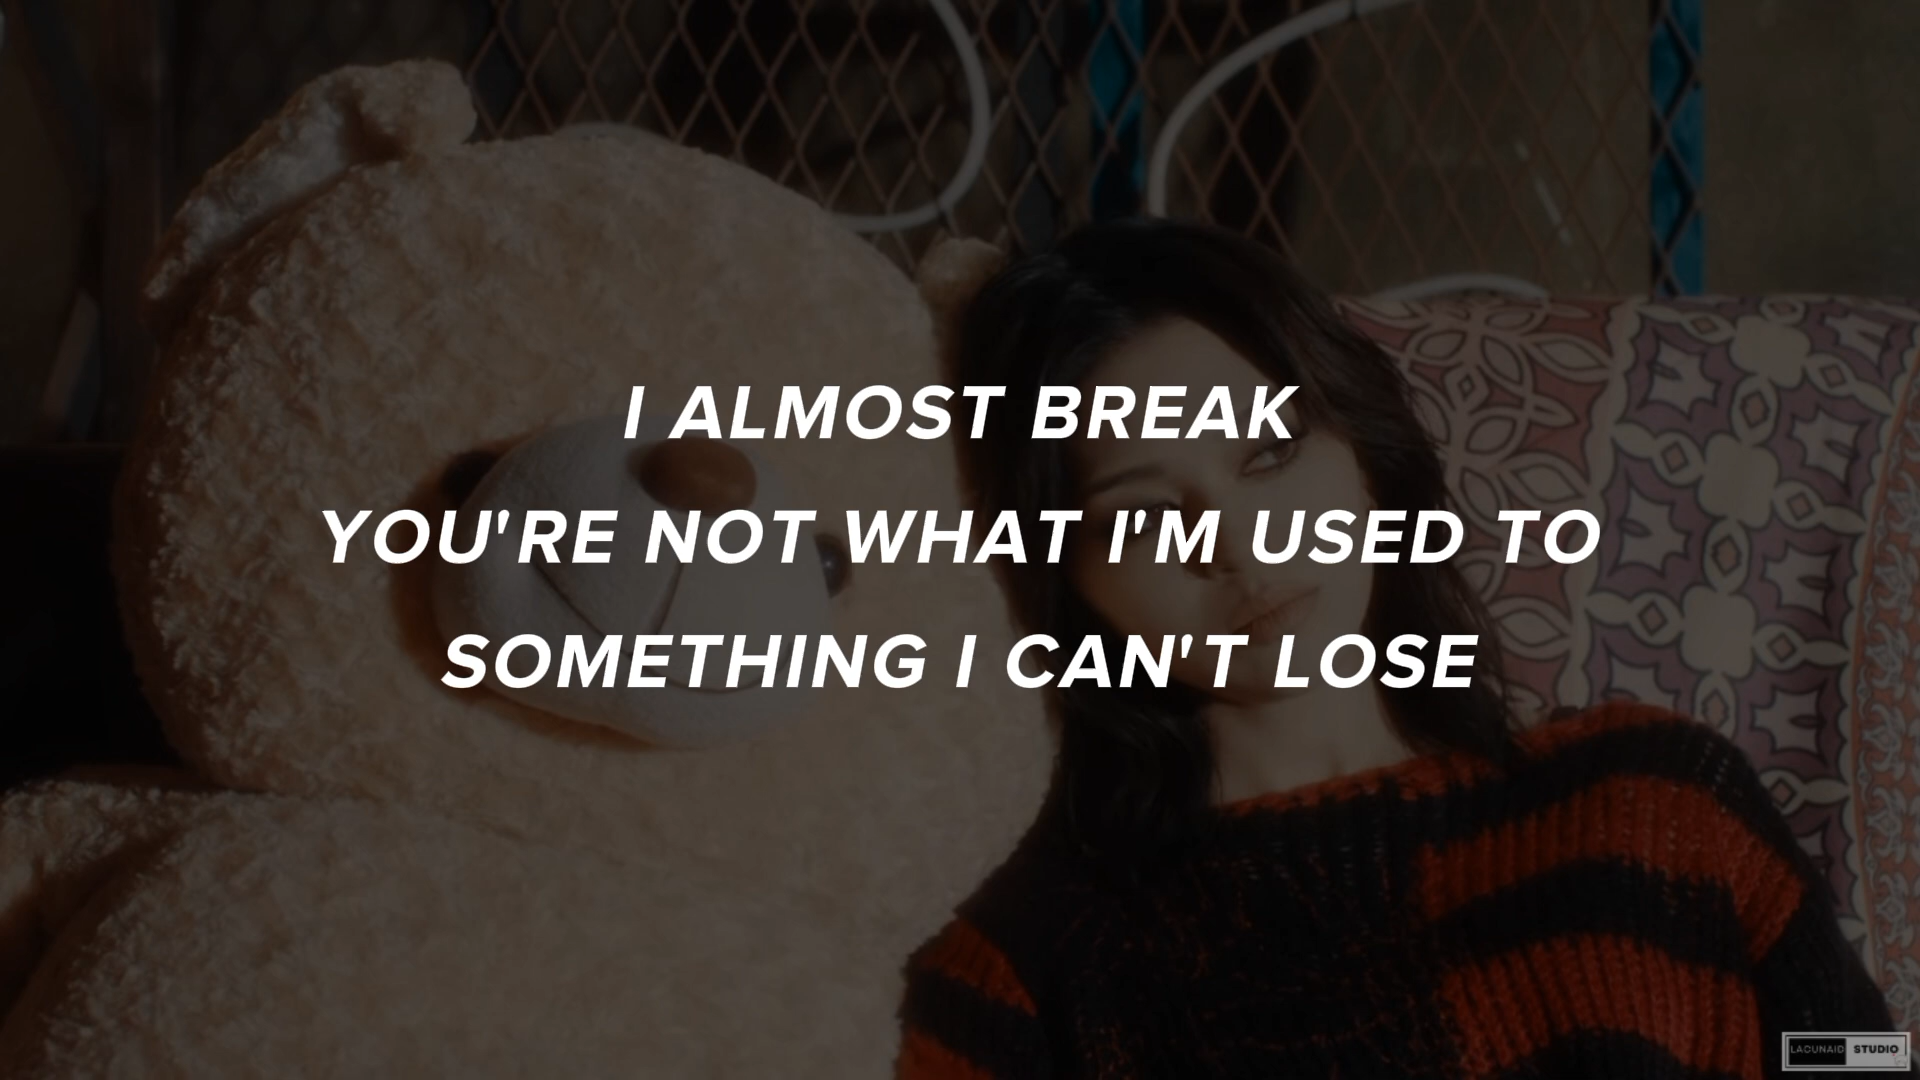 I ALMOST BREAK
YOU'RE NOT WHAT I'M USED TO
SOMETHING I CAN'T LOSE
LACUNAID STUDIO